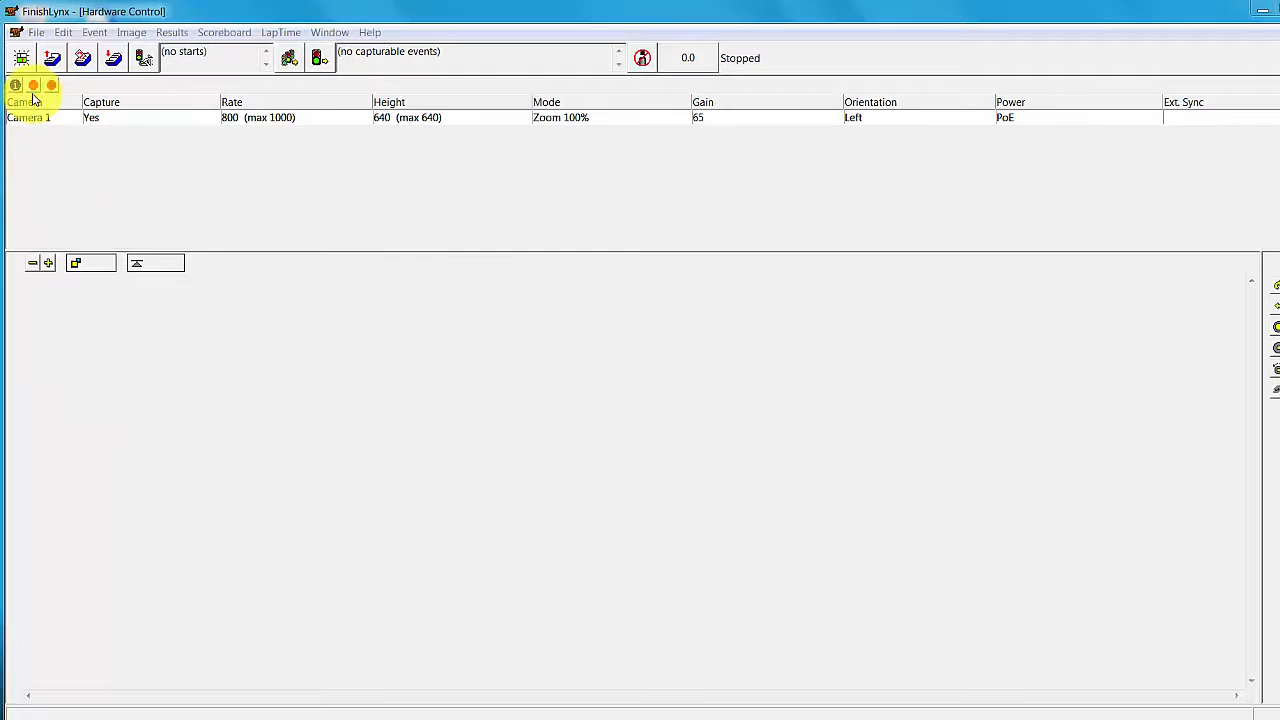 FinishLynx - [Hardware Control]
File Edit Event Image Results Scoreboard LapTime Window Help
(no starts) (no capturable events) 0.0 Stopped
Capture Rate Height Mode Gain Orientation Power Ext. Sync
Camera 1 Yes 800 (max 1000) 640 (max 640) Zoom 100% 65 Left PoE